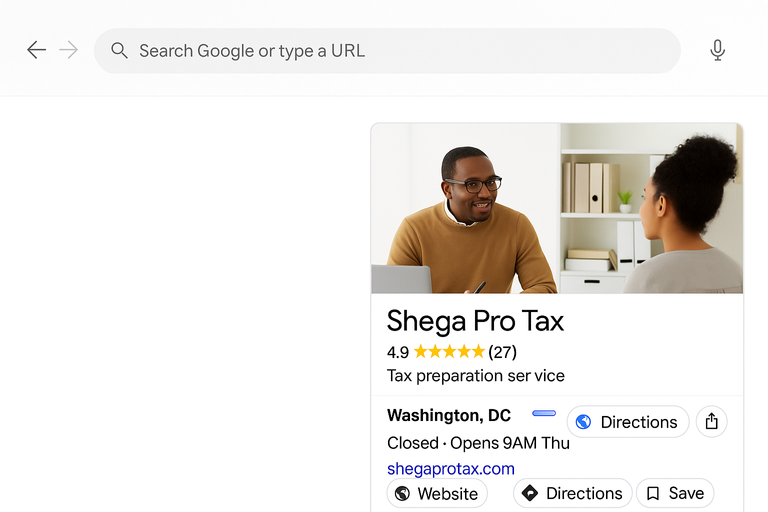 Search Google or type a URL
Shega Pro Tax
4.9 ★★★★★ (27)
Tax preparation ser vice
Washington, DC
Directions
Closed · Opens 9AM Thu
shegaprotax.com
Website Directions Save